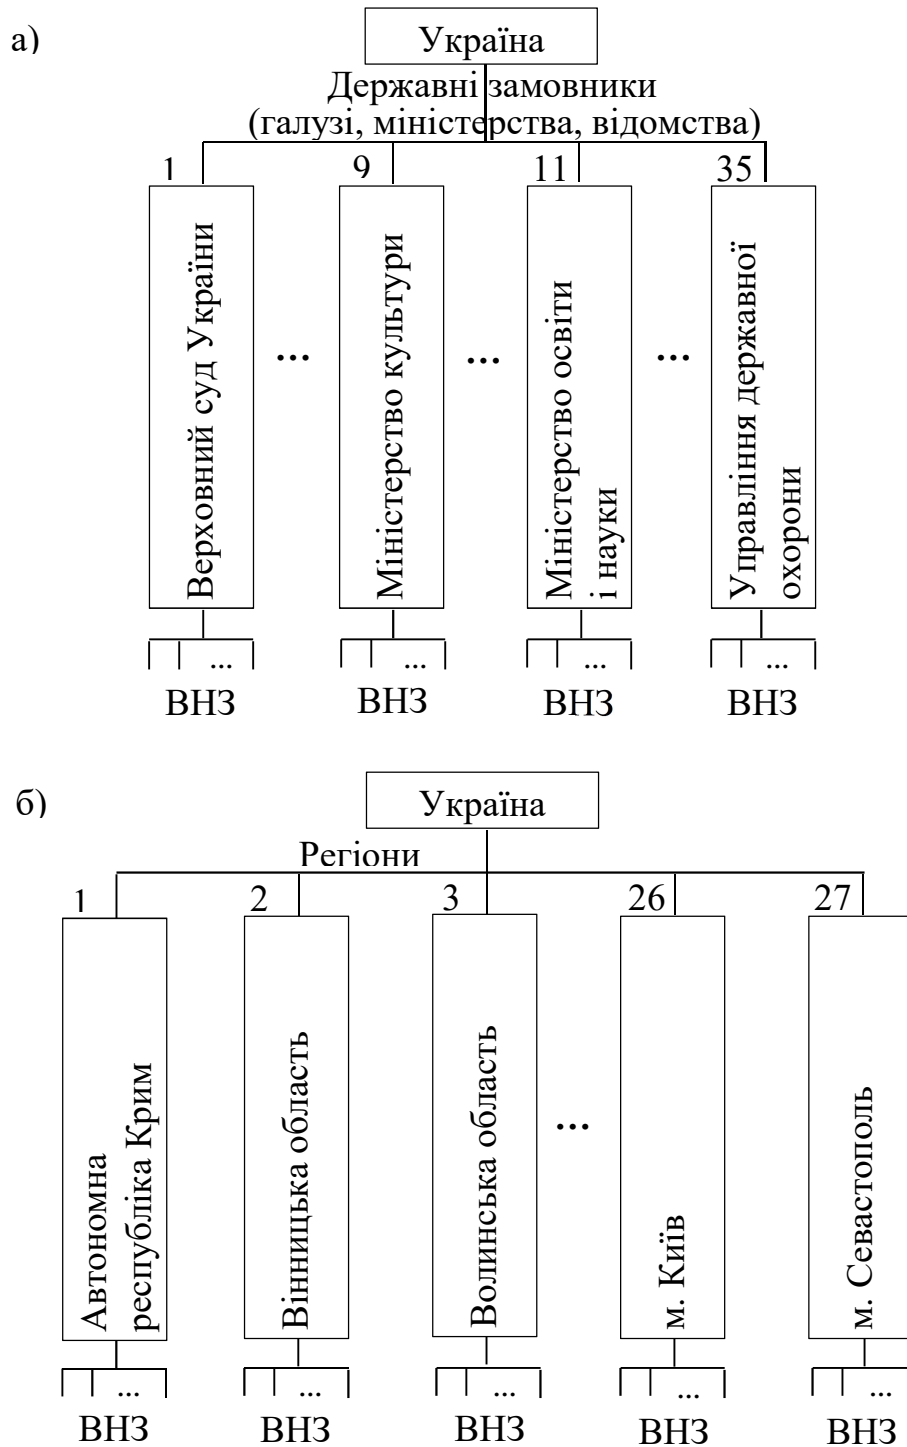 а)
Україна
Державні замовники
(галузі, міністерства, відомства)
1
9
11
35
Верховний суд України
...
Міністерство культури
...
Міністерство освіти
і науки
...
Управління державної
охорони
...
ВНЗ
...
ВНЗ
...
ВНЗ
...
ВНЗ
б)
Україна
Регіони
1
2
3
26
27
Автономна
республіка Крим
Вінницька область
Волинська область
...
м. Київ
м. Севастополь
...
ВНЗ
...
ВНЗ
...
ВНЗ
...
ВНЗ
...
ВНЗ